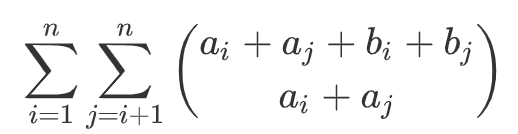 $$\sum_{i=1}^{n} \sum_{j=i+1}^{n} \binom{a_i + a_j + b_i + b_j}{a_i + a_j}$$